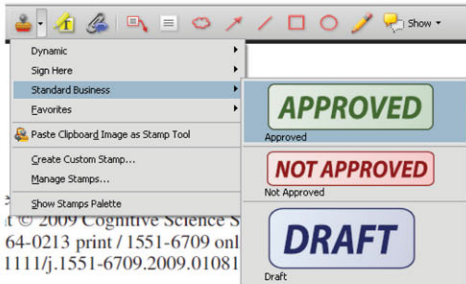 Show
Dynamic
Sign Here
Standard Business
Favorites
Paste Clipboard Image as Stamp Tool
Create Custom Stamp...
Manage Stamps...
Show Stamps Palette
APPROVED
Approved
NOT APPROVED
Not Approved
DRAFT
Draft
© 2009 Cognitive Science S
64-0213 print / 1551-6709 onl
1111/j.1551-6709.2009.01081